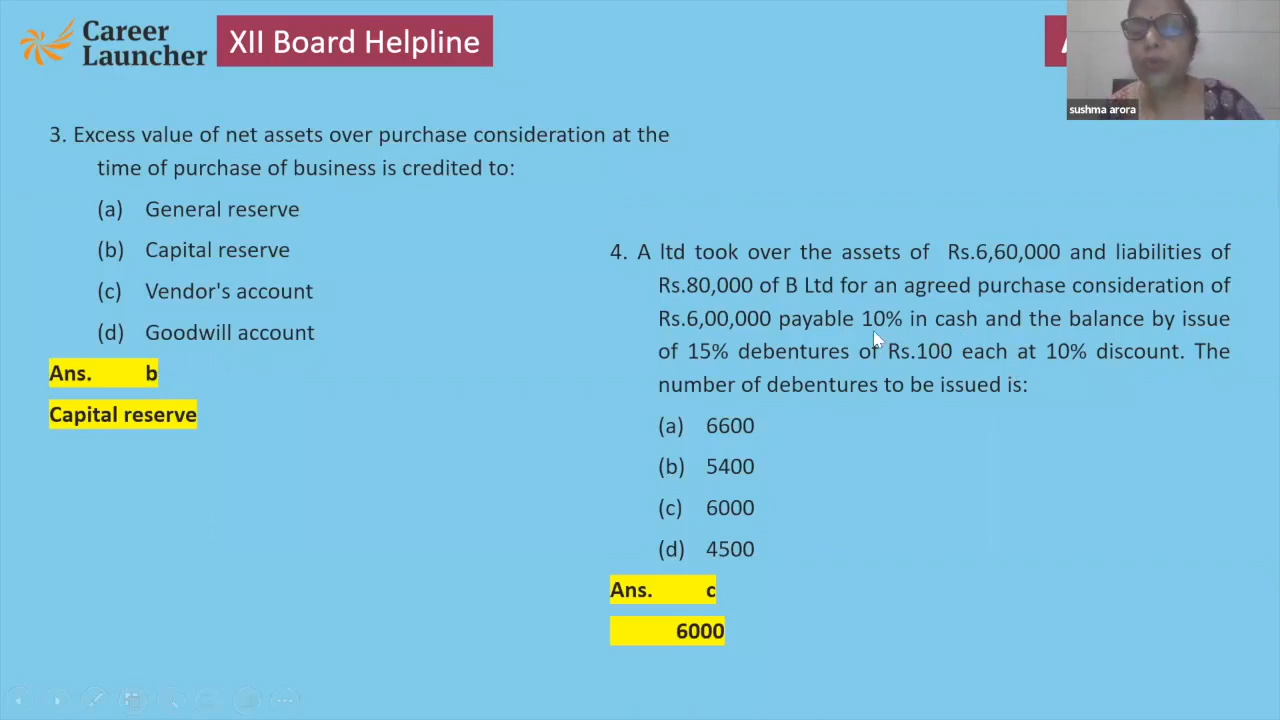 Career
Launcher
XII Board Helpline
A
sushma arora
3. Excess value of net assets over purchase consideration at the
time of purchase of business is credited to:
(a) General reserve
(b) Capital reserve
(c) Vendor's account
(d) Goodwill account
Ans. b
Capital reserve
4. A ltd took over the assets of Rs.6,60,000 and liabilities of
Rs.80,000 of B Ltd for an agreed purchase consideration of
Rs.6,00,000 payable 10% in cash and the balance by issue
of 15% debentures of Rs.100 each at 10% discount. The
number of debentures to be issued is:
(a) 6600
(b) 5400
(c) 6000
(d) 4500
Ans. c
6000